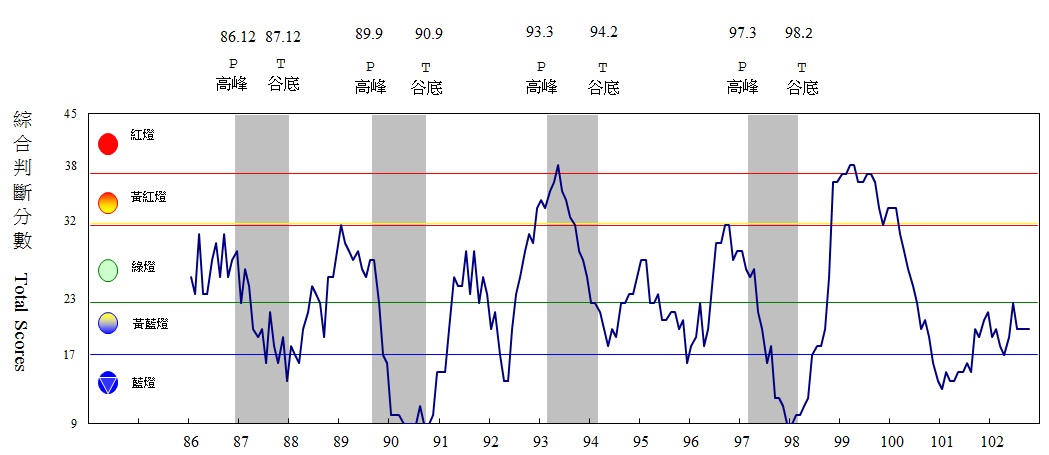 86.12 87.12 89.9 90.9 93.3 94.2 97.3 98.2
P T P T P T P T
高峰 谷底 高峰 谷底 高峰 谷底 高峰 谷底
綜合判斷分數 Total Scores
45
38
32
23
17
9
紅燈
黃紅燈
綠燈
黃藍燈
藍燈
86 87 88 89 90 91 92 93 94 95 96 97 98 99 100 101 102